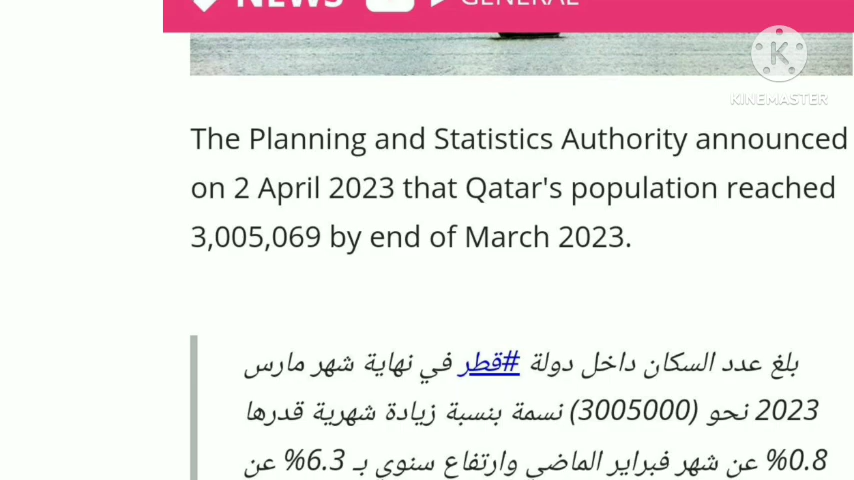 NEWS
GENERAL
K
KINEMASTER
The Planning and Statistics Authority announced
on 2 April 2023 that Qatar's population reached
3,005,069 by end of March 2023.
بلغ عدد السكان داخل دولة #قطر في نهاية شهر مارس
2023 نحو (3005000) نسمة بنسبة زيادة شهرية قدرها
0.8% عن شهر فبراير الماضي وارتفاع سنوي بـ 6.3% عن